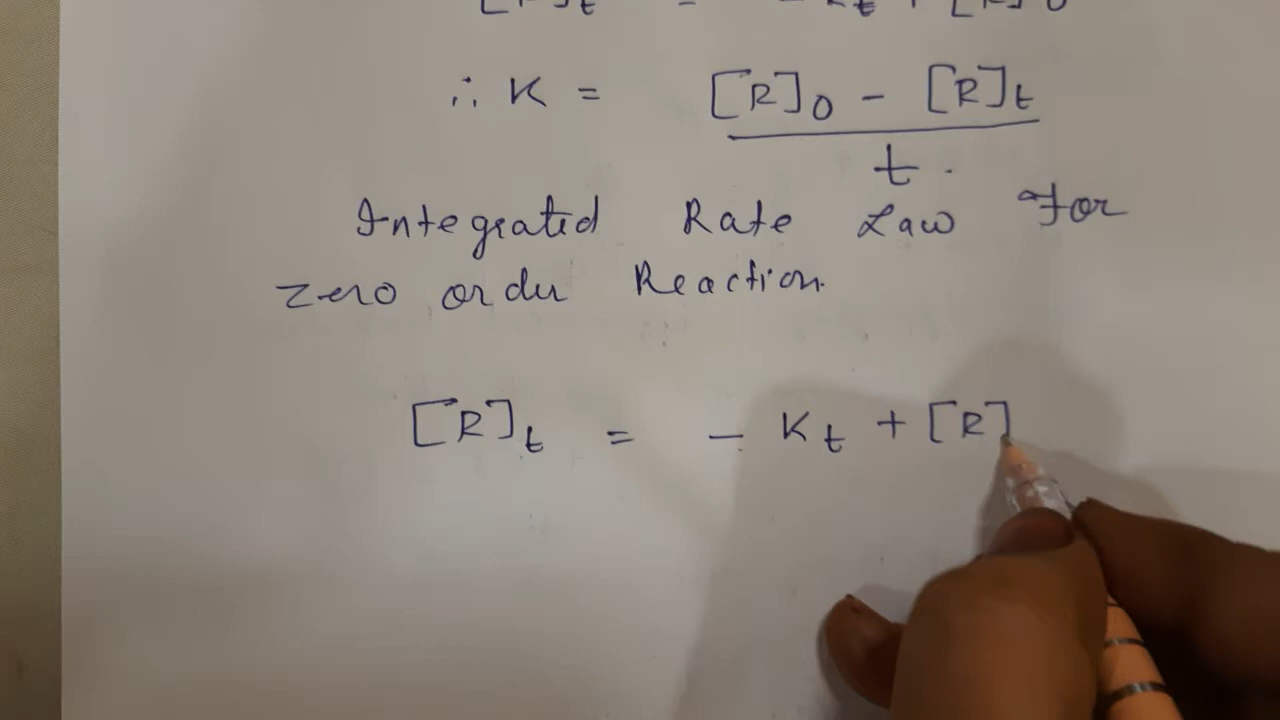 ∴ K = [R]₀ - [R]ₜ
t.
Integrated Rate Law For
zero order Reaction.
[R]ₜ = - Kₜ + [R]